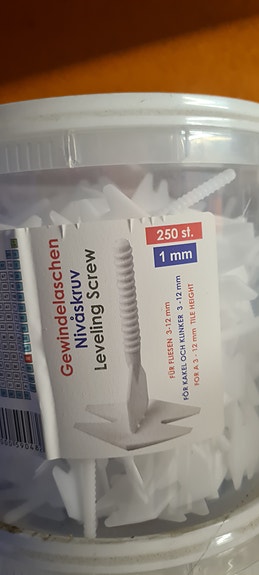 Gewindelaschen
Nivåskruv
Leveling Screw
250 st.
1 mm
FÜR FLIESEN 3-12 mm
FÖR KAKEL OCH KLINKER 3 -12 mm
FOR A 3 - 12 mm TILE HEIGHT